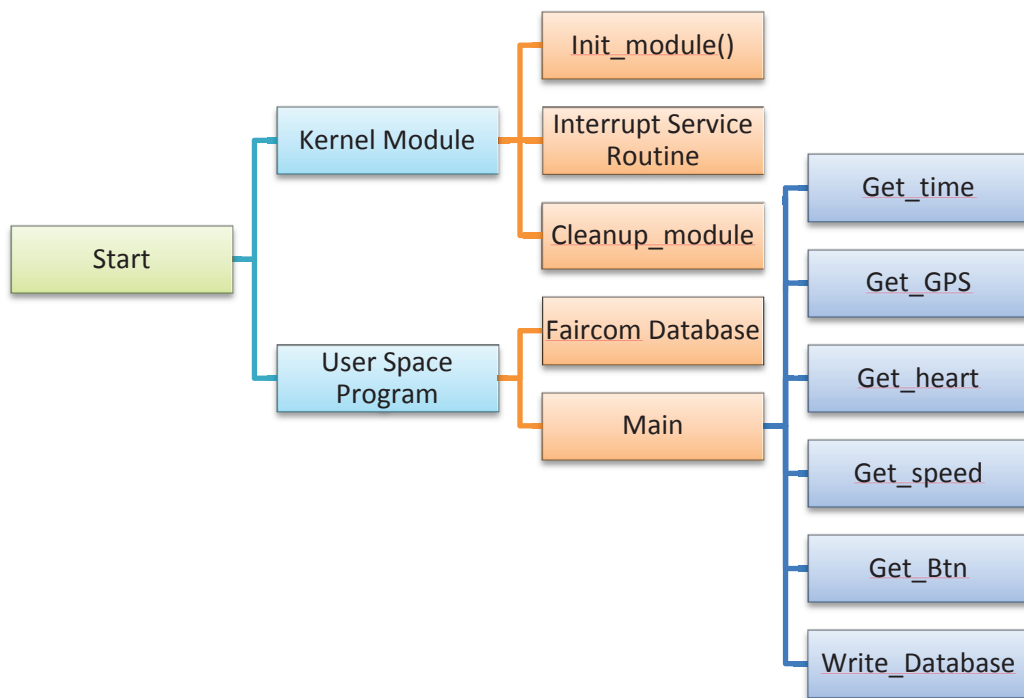 Start
Kernel Module
Init_module()
Interrupt Service
Routine
Cleanup_module
User Space
Program
Faircom Database
Main
Get_time
Get_GPS
Get_heart
Get_speed
Get_Btn
Write_Database